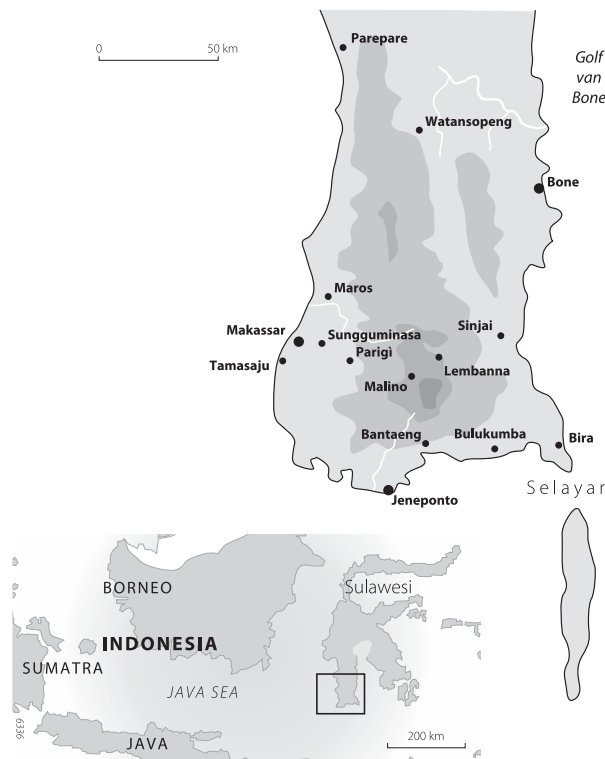 Parepare
0
50 km
Golf
van
Bone
Watansopeng
Bone
Maros
Makassar
Sungguminasa
Sinjai
Parigì
Tamasaju
Lembanna
Malino
Bantaeng
Bulukumba
Bira
Jeneponto
Selayar
BORNEO
Sulawesi
INDONESIA
SUMATRA
JAVA SEA
6336
JAVA
200 km